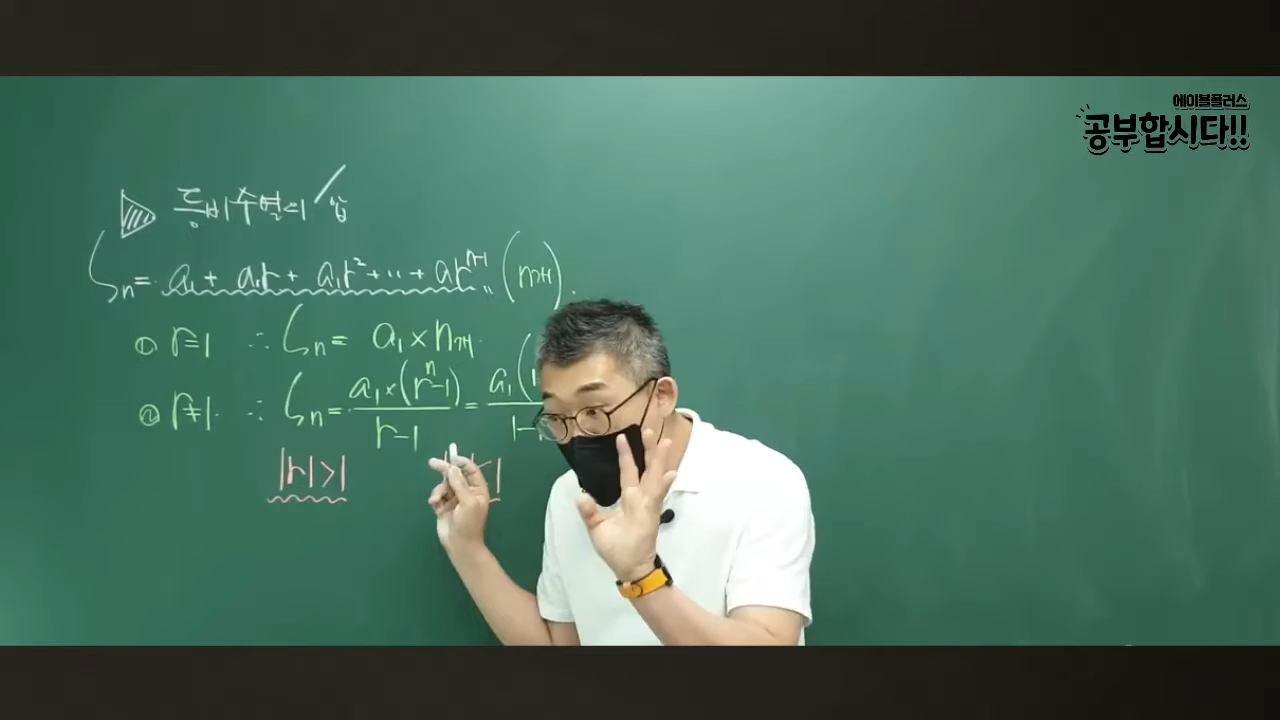 에이블플러스
공부합시다!!
등비수열의 합
Sₙ = a₁ + a₁r + a₁r² + ‥ + ar^(n-1) (n개)
① r=1 ∴ Sₙ = a₁ × n개
② r≠1 ∴ Sₙ = a₁×(rⁿ-1)/(r-1) = a₁(
|r|>1